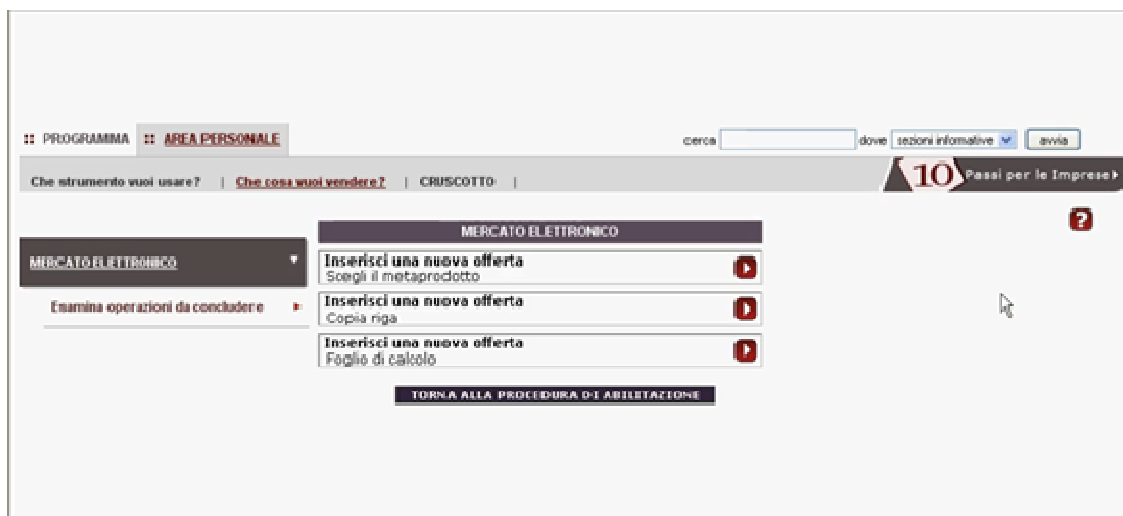 PROGRAMMA AREA PERSONALE
cerca dove sezioni informative avvia
Che strumento vuoi usare? | Che cosa vuoi vendere? | CRUSCOTTO |
10 Passi per le Imprese
?
MERCATO ELETTRONICO
Esamina operazioni da concludere
MERCATO ELETTRONICO
Inserisci una nuova offerta
Scegli il metaprodotto
Inserisci una nuova offerta
Copia riga
Inserisci una nuova offerta
Foglio di calcolo
TORNA ALLA PROCEDURA DI ABILITAZIONE